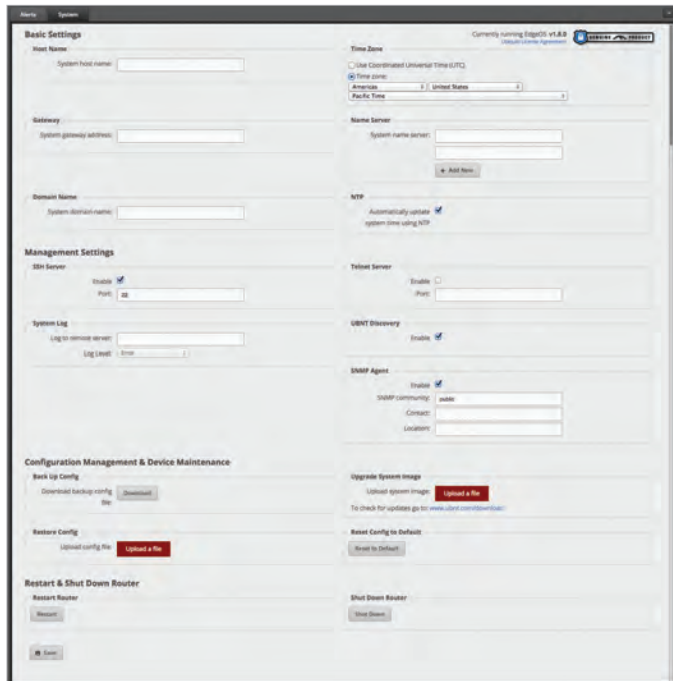 Alerts
System
Basic Settings
Currently running EdgeOS v1.8.0
Ubiquiti License Agreement
GENUINE PRODUCT
Host Name
System host name:
Time Zone
Use Coordinated Universal Time (UTC)
Time zone:
Americas
United States
Pacific Time
Gateway
System gateway address:
Name Server
System name server:
+ Add New
Domain Name
System domain name:
NTP
Automatically update
system time using NTP
Management Settings
SSH Server
Enable
Port: 22
Telnet Server
Enable
Port:
System Log
Log to remote server:
Log Level: Error
UBNT Discovery
Enable
SNMP Agent
Enable
SNMP community: public
Contact:
Location:
Configuration Management & Device Maintenance
Back Up Config
Download backup config
file:
Download
Upgrade System Image
Upload system image: Upload a file
To check for updates go to: www.ubnt.com/download/
Restore Config
Upload config file: Upload a file
Reset Config to Default
Reset to Default
Restart & Shut Down Router
Restart Router
Restart
Shut Down Router
Shut Down
Save